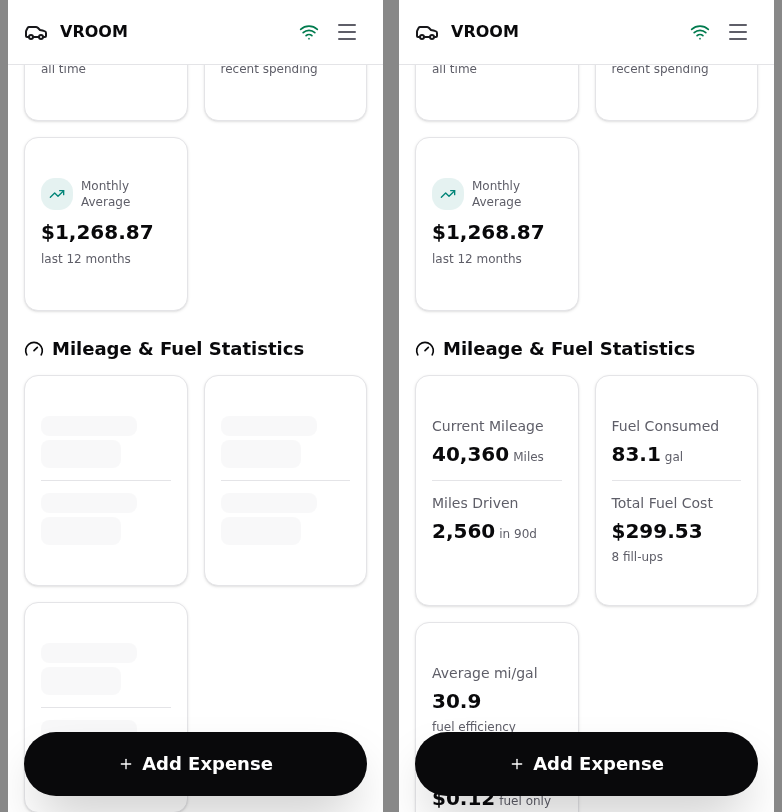 VROOM
all time
recent spending
Monthly
Average
$1,268.87
last 12 months
Mileage & Fuel Statistics
+ Add Expense
VROOM
all time
recent spending
Monthly
Average
$1,268.87
last 12 months
Mileage & Fuel Statistics
Current Mileage
40,360 Miles
Miles Driven
2,560 in 90d
Fuel Consumed
83.1 gal
Total Fuel Cost
$299.53
8 fill-ups
Average mi/gal
30.9
fuel efficiency
+ Add Expense
$0.12 fuel only